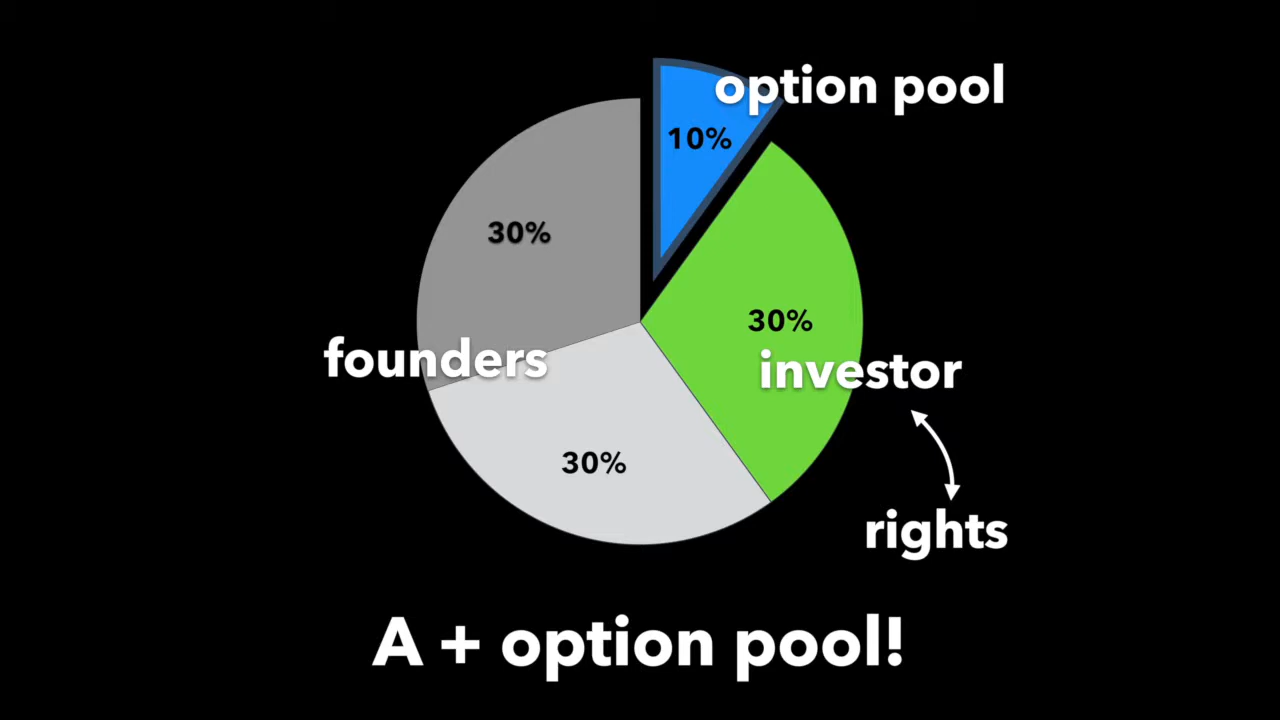 option pool
10%
30%
30%
investor
founders
30%
rights
A + option pool!